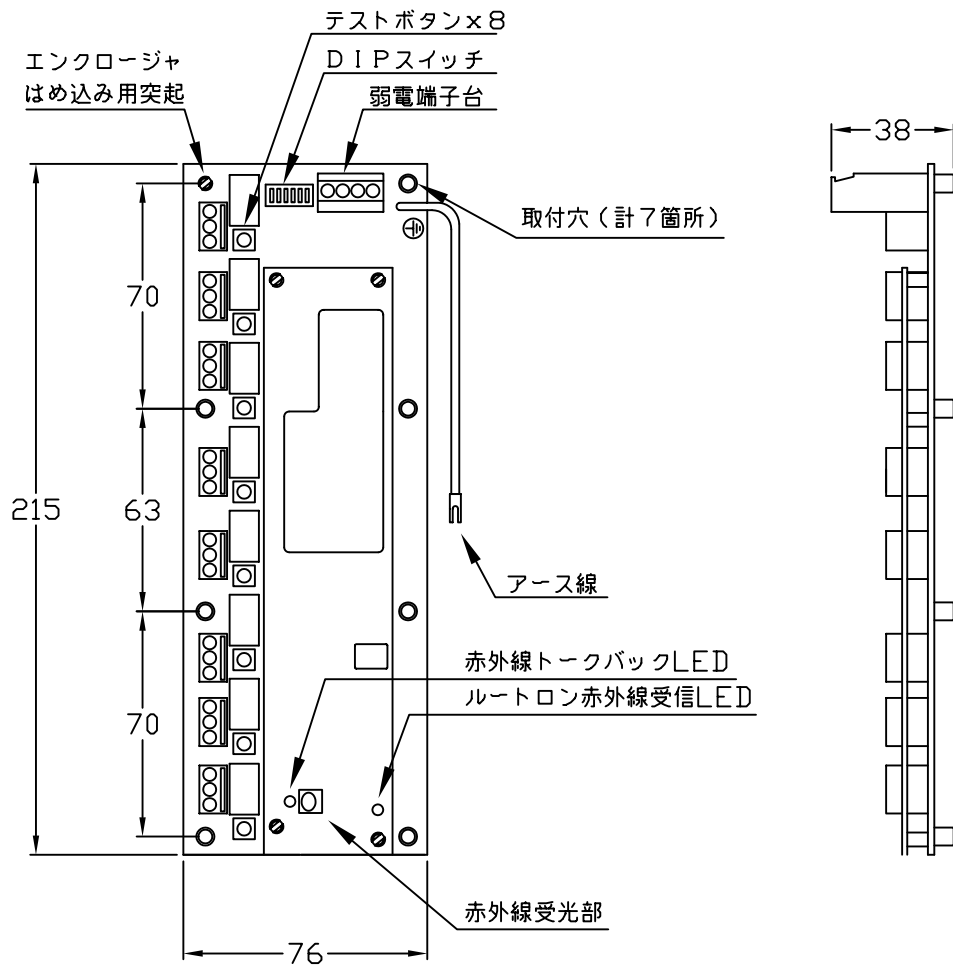 テストボタンx8
エンクロージャ
はめ込み用突起
DIPスイッチ
弱電端子台
38
取付穴(計7箇所)
70
215
63
アース線
赤外線トークバックLED
ルートロン赤外線受信LED
70
赤外線受光部
76